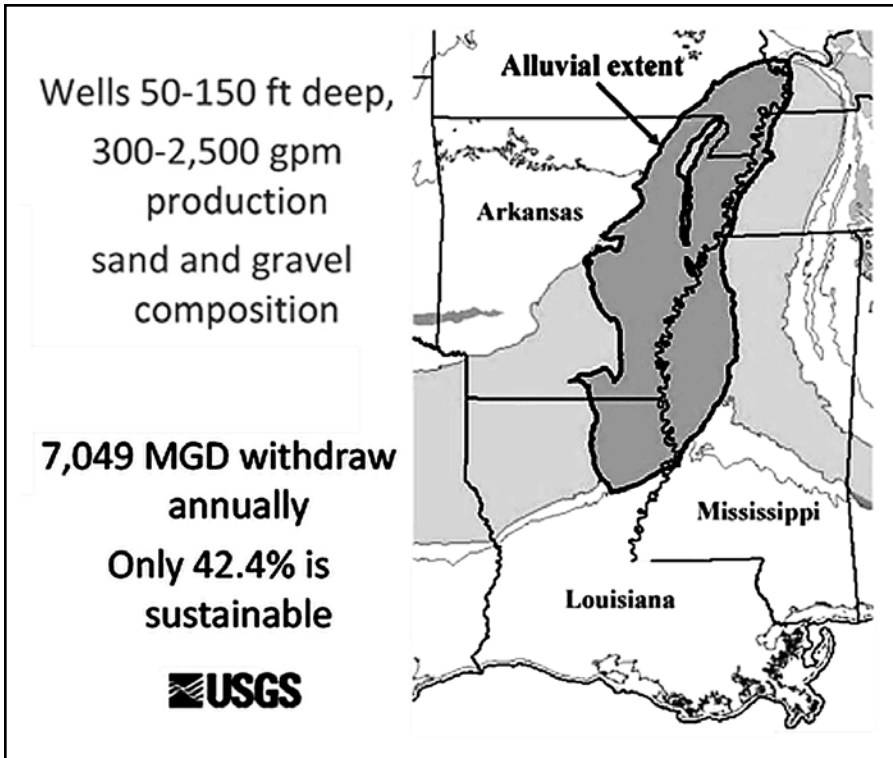 Wells 50-150 ft deep,
300-2,500 gpm
production
sand and gravel
composition
7,049 MGD withdraw
annually
Only 42.4% is
sustainable
USGS
Alluvial extent
Arkansas
Mississippi
Louisiana